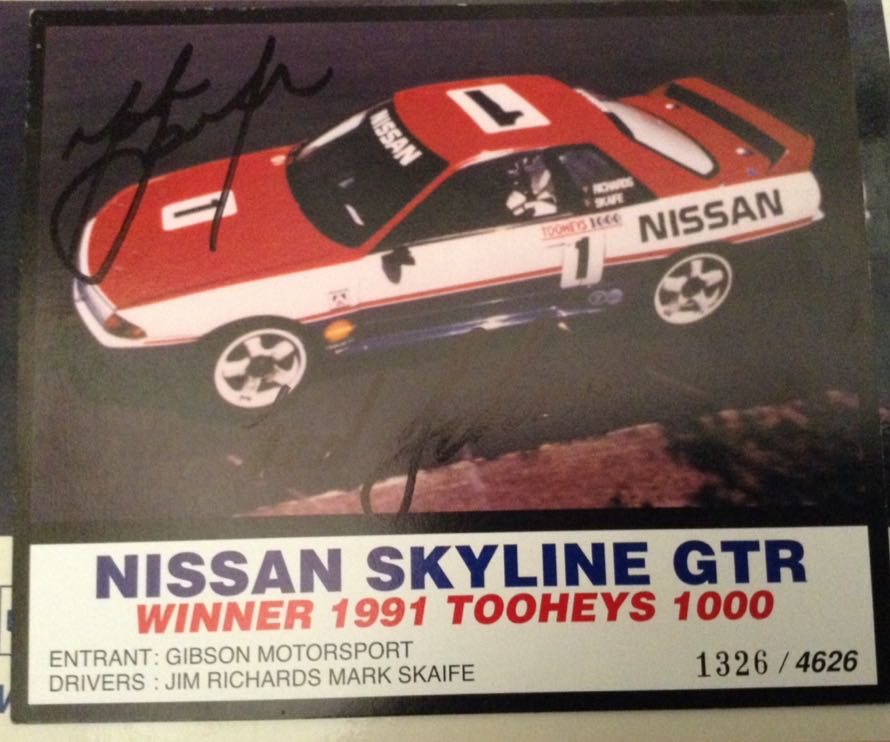 1
NISSAN
1
RICHARDS
SKAIFE
TOOHEYS 1000
1
NISSAN
NISSAN SKYLINE GTR
WINNER 1991 TOOHEYS 1000
ENTRANT : GIBSON MOTORSPORT
DRIVERS : JIM RICHARDS MARK SKAIFE
1326 / 4626